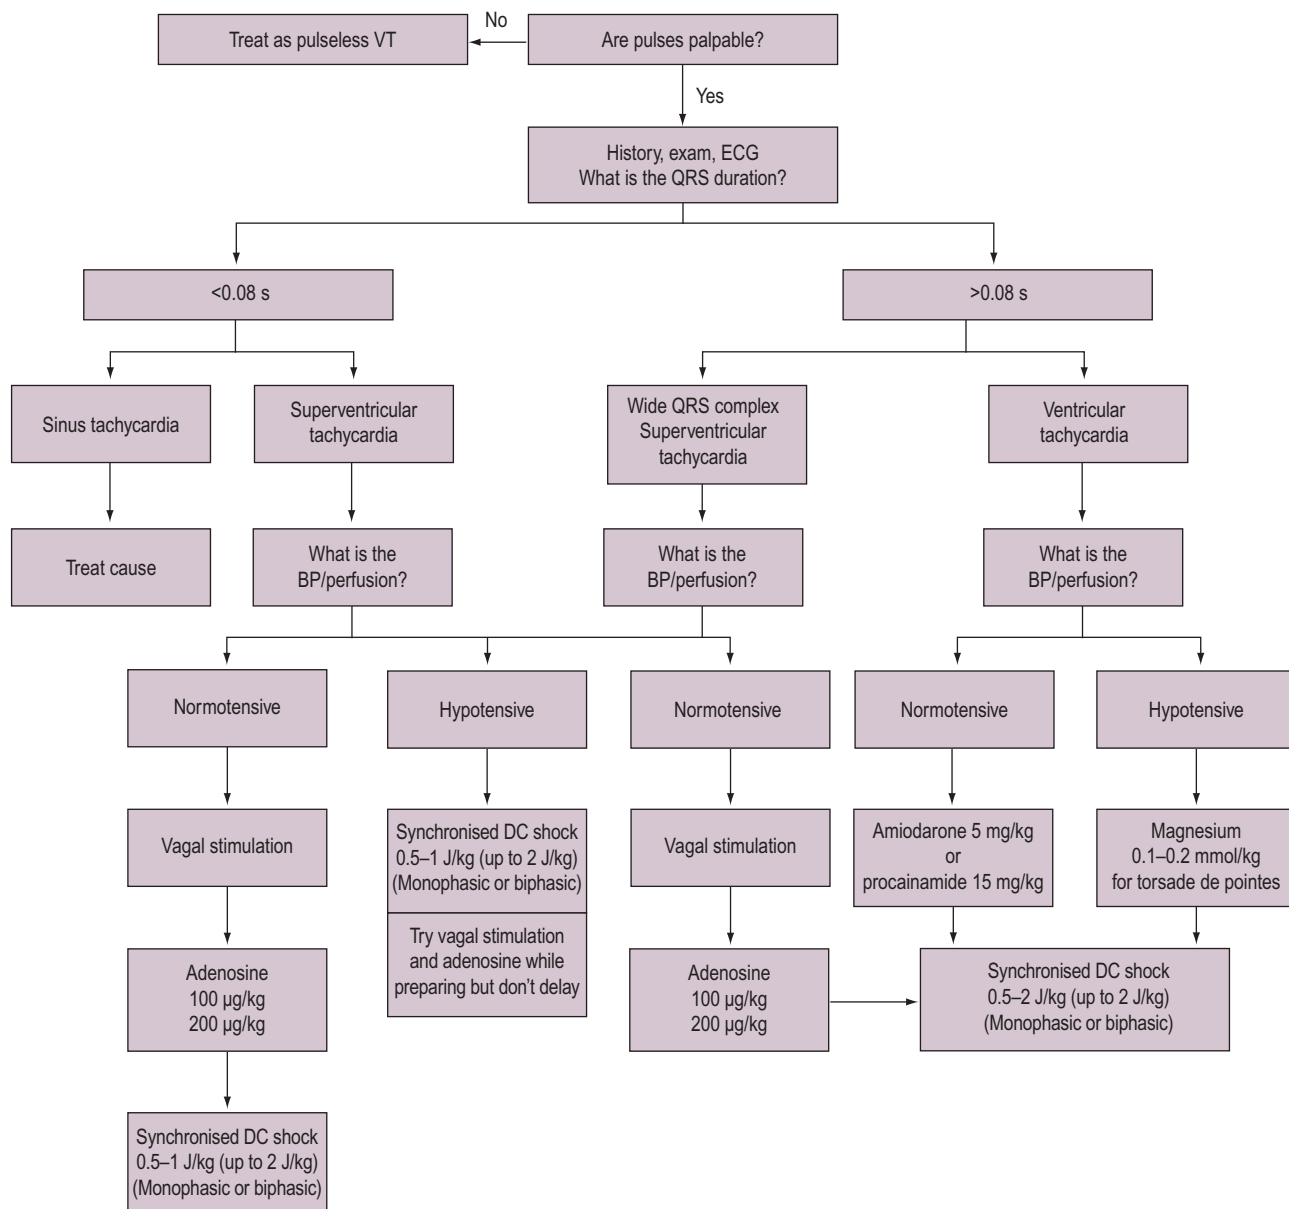 Treat as pulseless VT
No
Are pulses palpable?
Yes
History, exam, ECG
What is the QRS duration?
<0.08 s
>0.08 s
Sinus tachycardia
Superventricular
tachycardia
Wide QRS complex
Superventricular
tachycardia
Ventricular
tachycardia
Treat cause
What is the
BP/perfusion?
What is the
BP/perfusion?
What is the
BP/perfusion?
Normotensive
Hypotensive
Normotensive
Normotensive
Hypotensive
Vagal stimulation
Synchronised DC shock
0.5–1 J/kg (up to 2 J/kg)
(Monophasic or biphasic)
Try vagal stimulation
and adenosine while
preparing but don't delay
Vagal stimulation
Amiodarone 5 mg/kg
or
procainamide 15 mg/kg
Magnesium
0.1–0.2 mmol/kg
for torsade de pointes
Adenosine
100 µg/kg
200 µg/kg
Adenosine
100 µg/kg
200 µg/kg
Synchronised DC shock
0.5–2 J/kg (up to 2 J/kg)
(Monophasic or biphasic)
Synchronised DC shock
0.5–1 J/kg (up to 2 J/kg)
(Monophasic or biphasic)